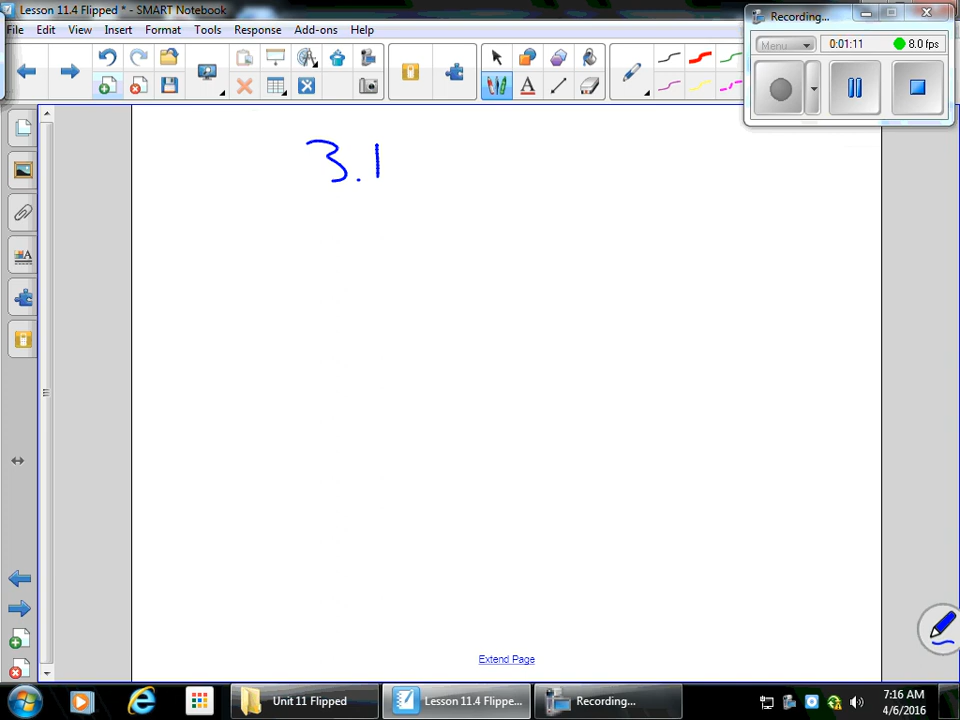 Lesson 11.4 Flipped * - SMART Notebook
Recording...
File Edit View Insert Format Tools Response Add-ons Help
Menu 0:01:11 8.0 fps
3.1
Extend Page
Unit 11 Flipped
Lesson 11.4 Flippe...
Recording...
7:16 AM
4/6/2016